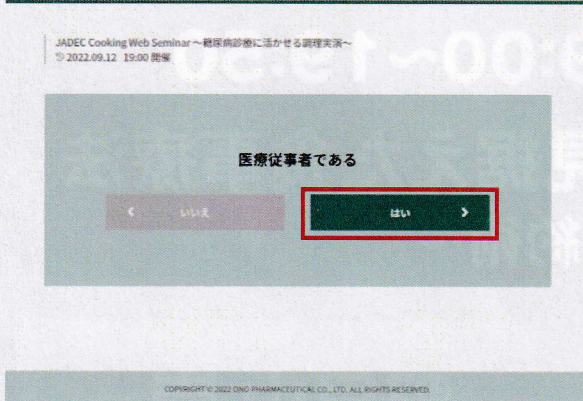 JADEC Cooking Web Seminar ～糖尿病診療に活かせる調理実演～
2022.09.12 19:00 開催
医療従事者である
いいえ
はい
COPYRIGHT © 2022 ONO PHARMACEUTICAL CO., LTD. ALL RIGHTS RESERVED.